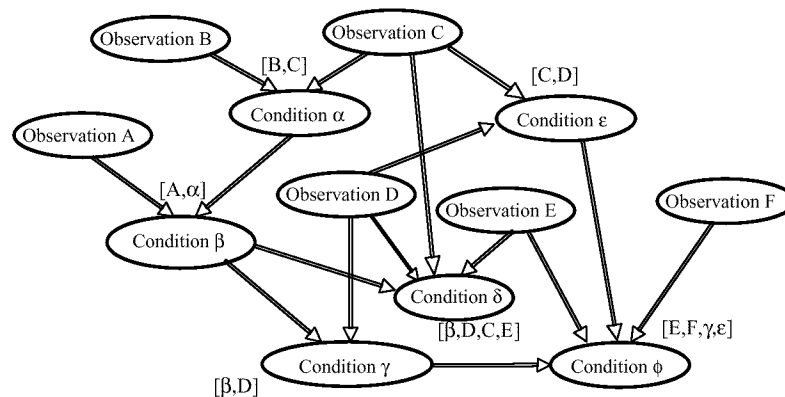 Observation B
Observation C
[B,C]
[C,D]
Condition α
Condition ε
Observation A
[A,α]
Observation D
Observation E
Observation F
Condition β
Condition δ
[β,D,C,E]
[E,F,γ,ε]
Condition γ
Condition ϕ
[β,D]